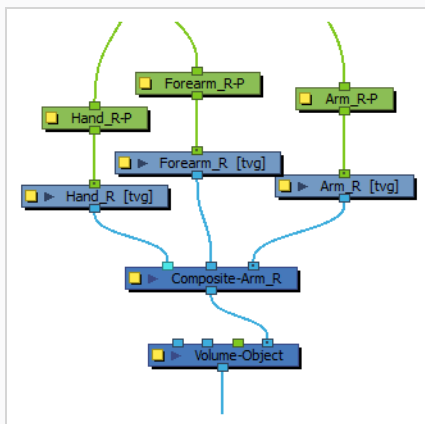 Forearm_R-P
Arm_R-P
Hand_R-P
Forearm_R [tvg]
Arm_R [tvg]
Hand_R [tvg]
Composite-Arm_R
Volume-Object